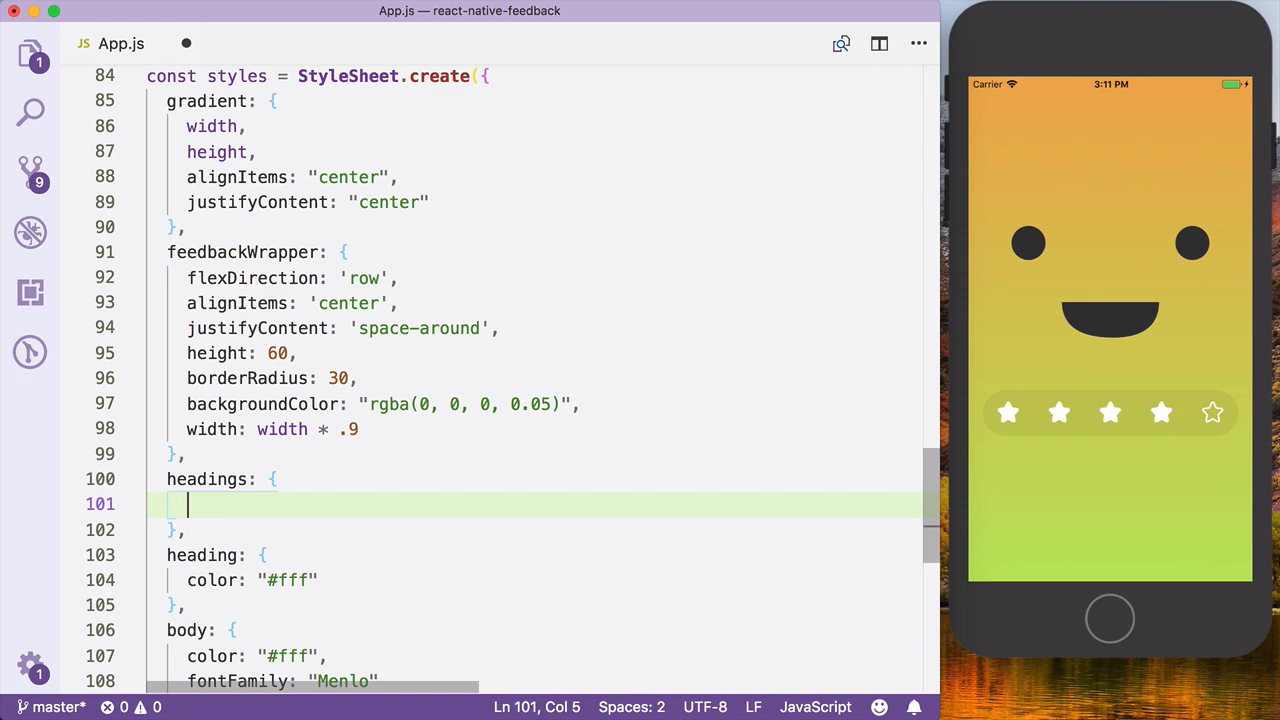 App.js — react-native-feedback
JS App.js
1
9
1
84 const styles = StyleSheet.create({
85 gradient: {
86 width,
87 height,
88 alignItems: "center",
89 justifyContent: "center"
90 },
91 feedbackWrapper: {
92 flexDirection: 'row',
93 alignItems: 'center',
94 justifyContent: 'space-around',
95 height: 60,
96 borderRadius: 30,
97 backgroundColor: "rgba(0, 0, 0, 0.05)",
98 width: width * .9
99 },
100 headings: {
101
102 },
103 heading: {
104 color: "#fff"
105 },
106 body: {
107 color: "#fff",
108 fontFamily: "Menlo"
master* 0 0 Ln 101, Col 5 Spaces: 2 UTF-8 LF JavaScript
Carrier 3:11 PM